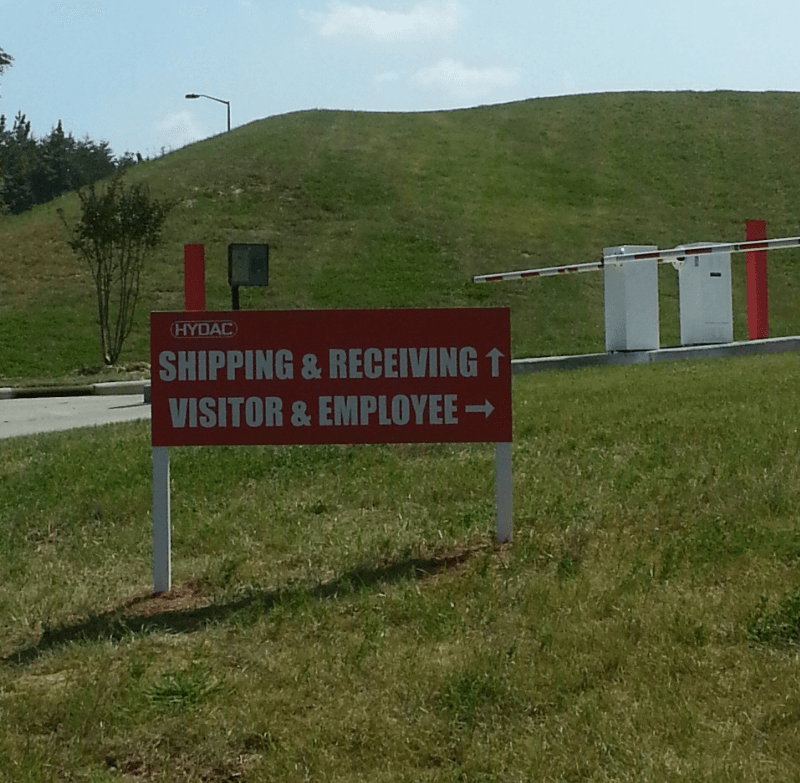 HYDAC
SHIPPING & RECEIVING ↑
VISITOR & EMPLOYEE →